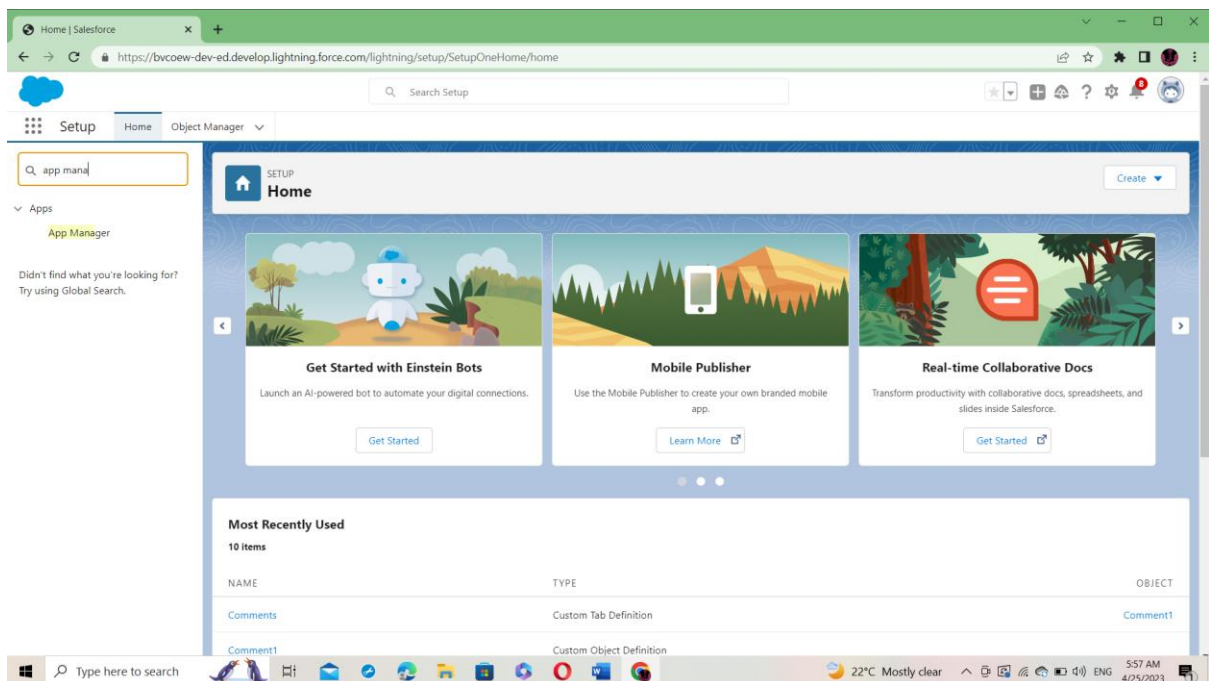 Home | Salesforce
https://bvcoew-dev-ed.develop.lightning.force.com/lightning/setup/SetupOneHome/home
Search Setup
8
Setup Home Object Manager
app mana
Apps
App Manager
Didn't find what you're looking for?
Try using Global Search.
SETUP
Home
Create
Get Started with Einstein Bots
Launch an AI-powered bot to automate your digital connections.
Get Started
Mobile Publisher
Use the Mobile Publisher to create your own branded mobile
app.
Learn More
Real-time Collaborative Docs
Transform productivity with collaborative docs, spreadsheets, and
slides inside Salesforce.
Get Started
Most Recently Used
10 items
NAME TYPE OBJECT
Comments Custom Tab Definition Comment1
Comment1 Custom Object Definition
Type here to search
22°C Mostly clear
ENG
5:57 AM
4/25/2023